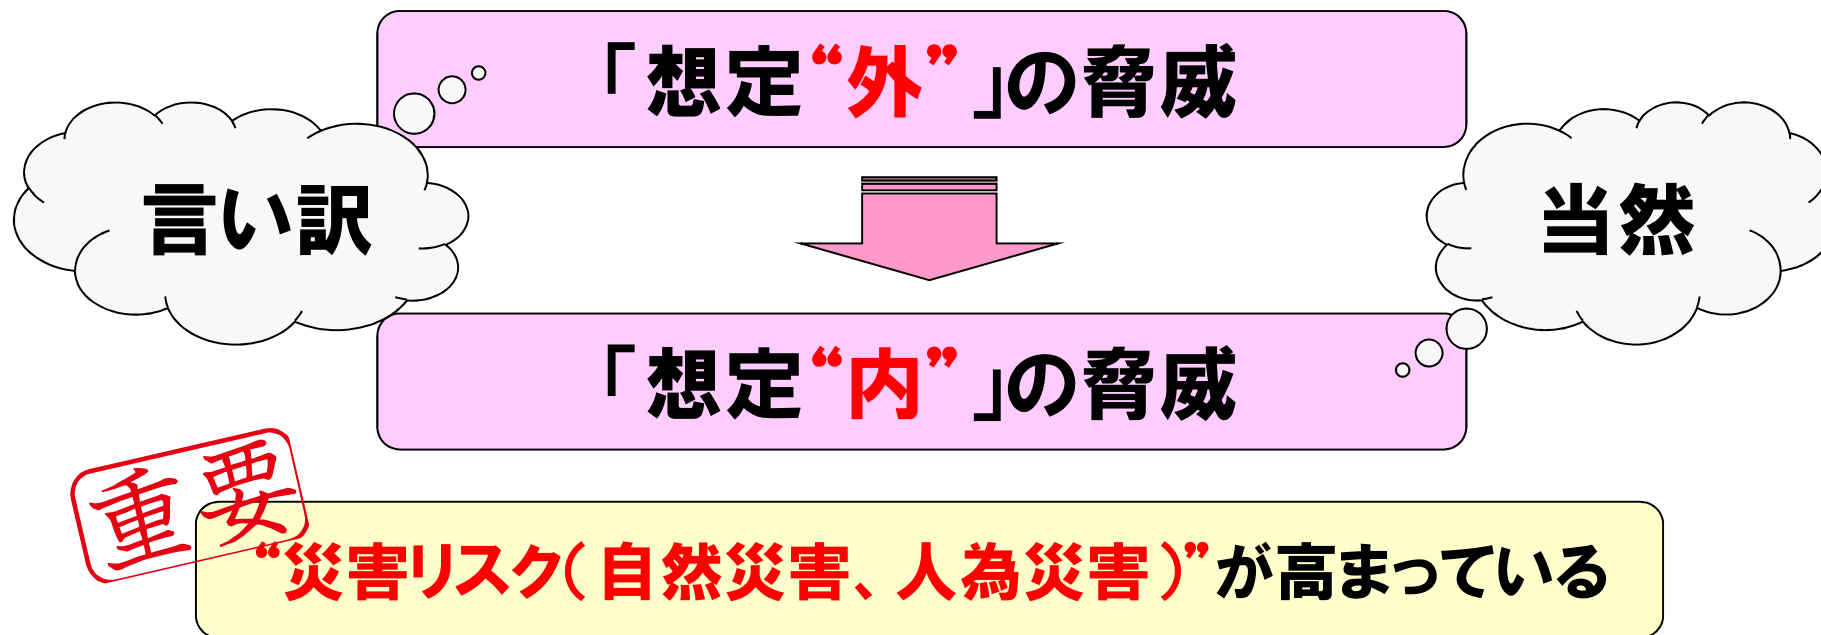 「想定“外”」の脅威
言い訳
当然
「想定“内”」の脅威
重要
“災害リスク(自然災害、人為災害)”が高まっている